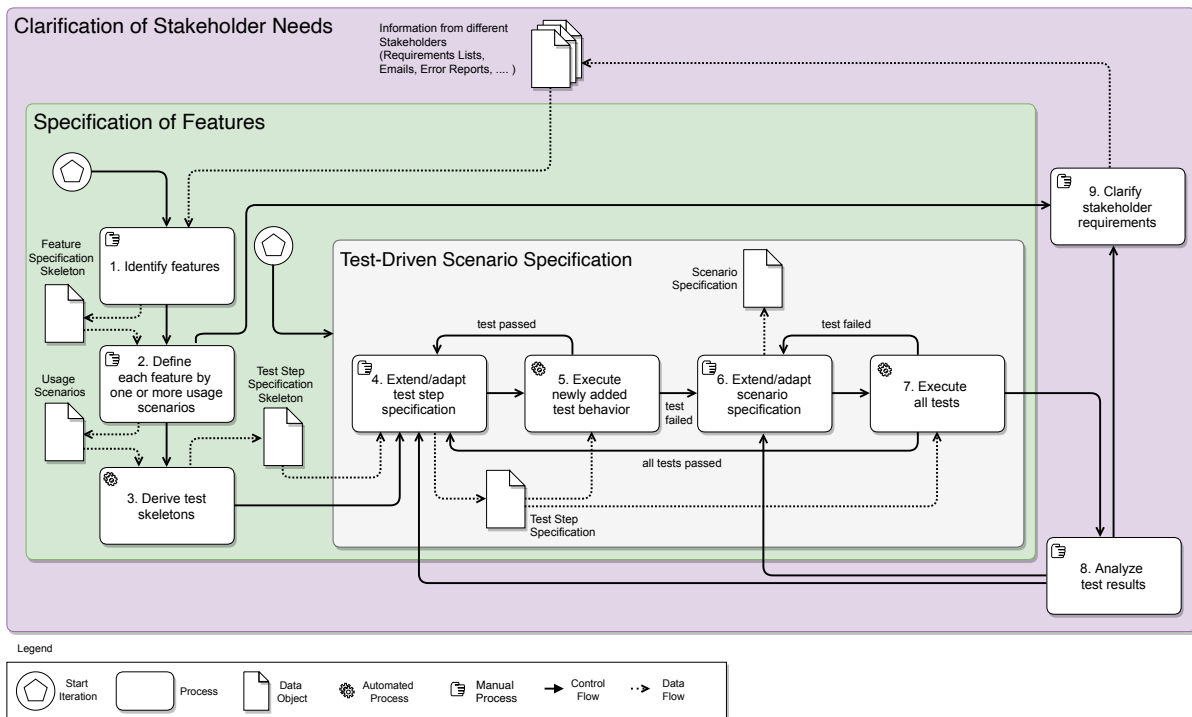 Clarification of Stakeholder Needs
Information from different
Stakeholders
(Requirements Lists,
Emails, Error Reports, .... )
Specification of Features
9. Clarify
stakeholder
requirements
Feature
Specification
Skeleton
1. Identify features
Test-Driven Scenario Specification
Scenario
Specification
test passed
test failed
2. Define
each feature by
one or more usage
scenarios
Usage
Scenarios
Test Step
Specification
Skeleton
4. Extend/adapt
test step
specification
5. Execute
newly added
test behavior
test
failed
6. Extend/adapt
scenario
specification
7. Execute
all tests
all tests passed
3. Derive test
skeletons
Test Step
Specification
8. Analyze
test results
Legend
Start
Iteration
Process
Data
Object
Automated
Process
Manual
Process
Control
Flow
Data
Flow